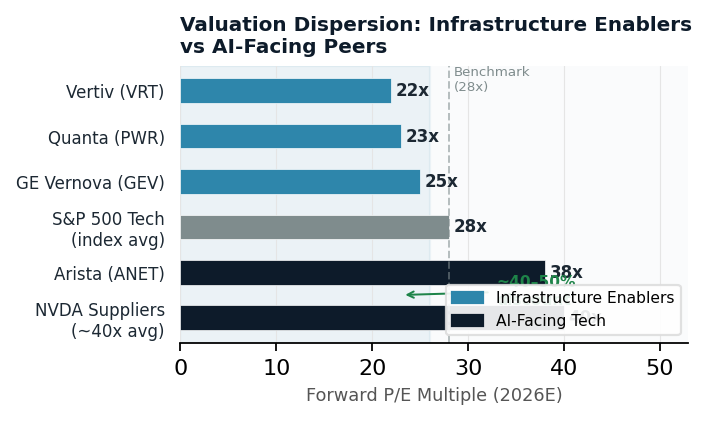 Valuation Dispersion: Infrastructure Enablers
vs AI-Facing Peers
Benchmark
(28x)
Vertiv (VRT)
22x
Quanta (PWR)
23x
GE Vernova (GEV)
25x
S&P 500 Tech
(index avg)
28x
Arista (ANET)
38x
~40–50%
NVDA Suppliers
(~40x avg)
Infrastructure Enablers
AI-Facing Tech
0 10 20 30 40 50
Forward P/E Multiple (2026E)